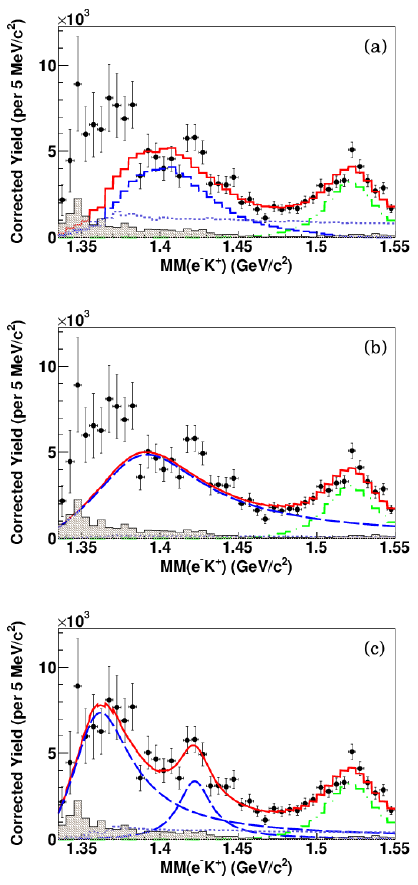 ×10³
(a)
Corrected Yield (per 5 MeV/c²)
10
5
0
1.35 1.4 1.45 1.5 1.55
MM(e⁻K⁺) (GeV/c²)
×10³
(b)
Corrected Yield (per 5 MeV/c²)
10
5
0
1.35 1.4 1.45 1.5 1.55
MM(e⁻K⁺) (GeV/c²)
×10³
(c)
Corrected Yield (per 5 MeV/c²)
10
5
0
1.35 1.4 1.45 1.5 1.55
MM(e⁻K⁺) (GeV/c²)